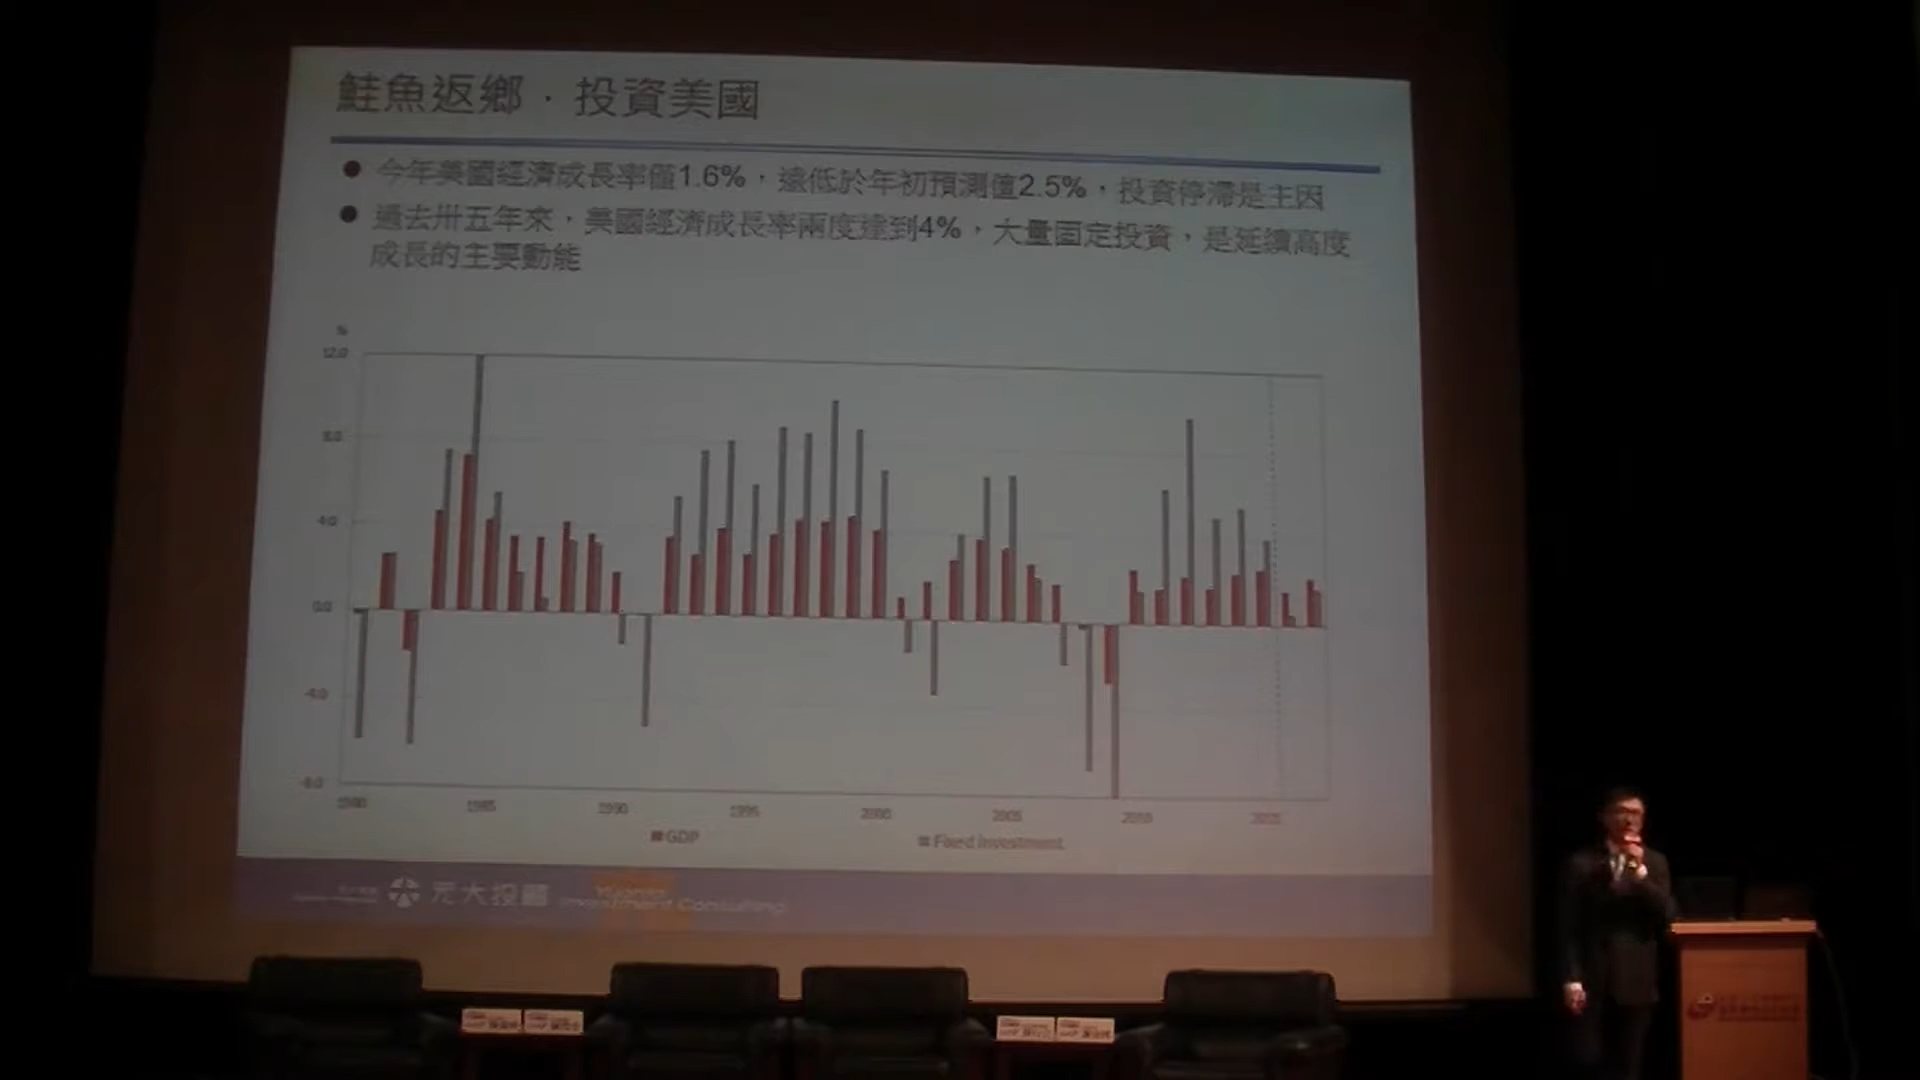 鮭魚返鄉．投資美國
● 今年美國經濟成長率僅1.6%，遠低於年初預測值2.5%，投資停滯是主因
● 過去卅五年來，美國經濟成長率兩度達到4%，大量固定投資，是延續高度
成長的主要動能
%
12.0
8.0
4.0
0.0
-4.0
-8.0
1980 1985 1990 1995 2000 2005 2010 2015
GDP Fixed Investment
元大投顧 Yuanta Investment Consulting